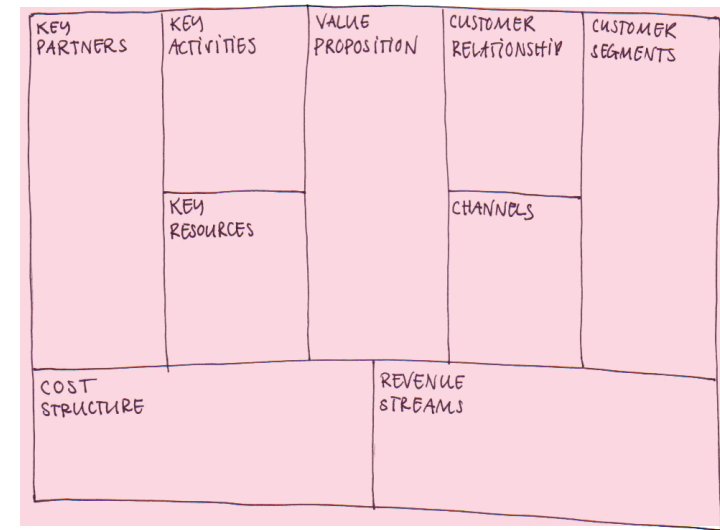 KEY
PARTNERS
KEY
ACTIVITIES
KEY
RESOURCES
VALUE
PROPOSITION
CUSTOMER
RELATIONSHIP
CHANNELS
CUSTOMER
SEGMENTS
COST
STRUCTURE
REVENUE
STREAMS